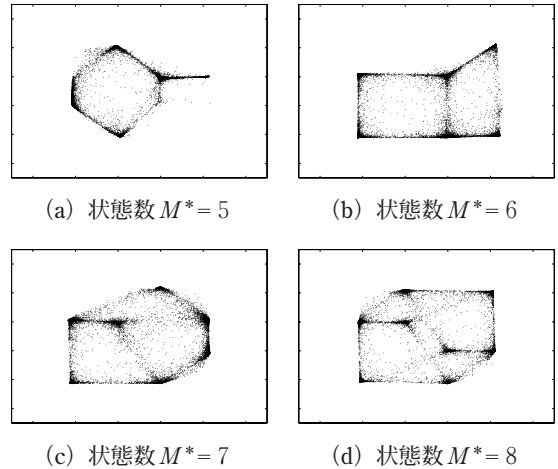 (a) 状態数 M* = 5
(b) 状態数 M* = 6
(c) 状態数 M* = 7
(d) 状態数 M* = 8